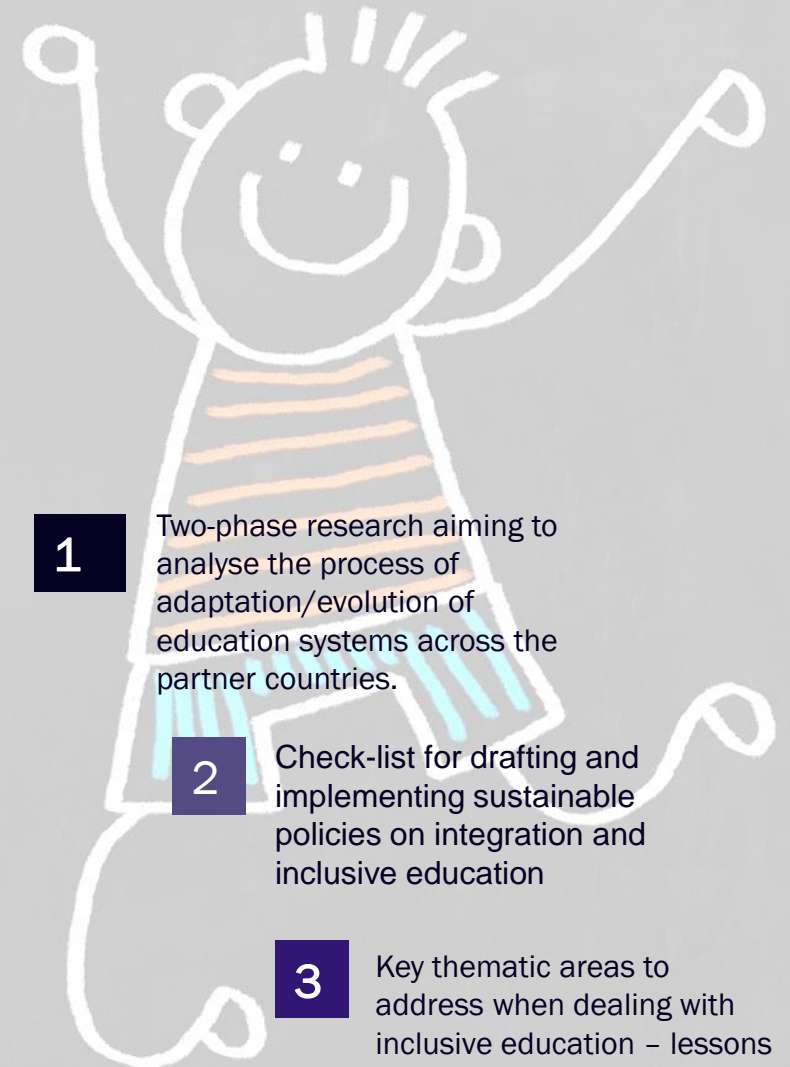 1
Two-phase research aiming to
analyse the process of
adaptation/evolution of
education systems across the
partner countries.
2
Check-list for drafting and
implementing sustainable
policies on integration and
inclusive education
3
Key thematic areas to
address when dealing with
inclusive education – lessons